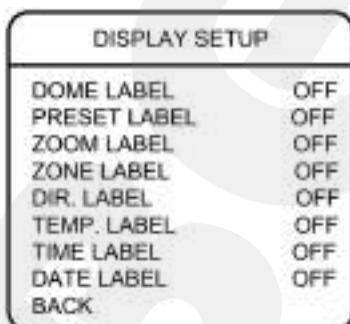 DISPLAY SETUP
DOME LABEL OFF
PRESET LABEL OFF
ZOOM LABEL OFF
ZONE LABEL OFF
DIR. LABEL OFF
TEMP. LABEL OFF
TIME LABEL OFF
DATE LABEL OFF
BACK